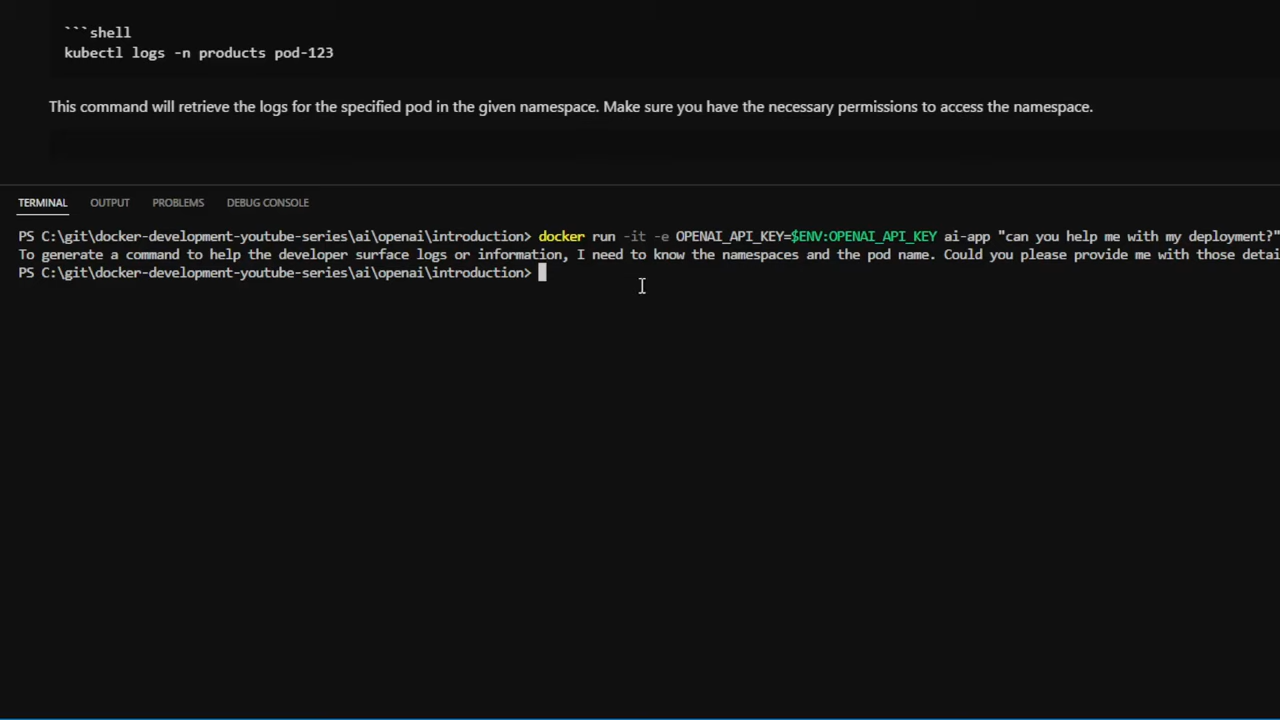 ```shell
kubectl logs -n products pod-123
This command will retrieve the logs for the specified pod in the given namespace. Make sure you have the necessary permissions to access the namespace.
TERMINAL OUTPUT PROBLEMS DEBUG CONSOLE
PS C:\git\docker-development-youtube-series\ai\openai\introduction> docker run -it -e OPENAI_API_KEY=$ENV:OPENAI_API_KEY ai-app "can you help me with my deployment?"
To generate a command to help the developer surface logs or information, I need to know the namespaces and the pod name. Could you please provide me with those detai
PS C:\git\docker-development-youtube-series\ai\openai\introduction>